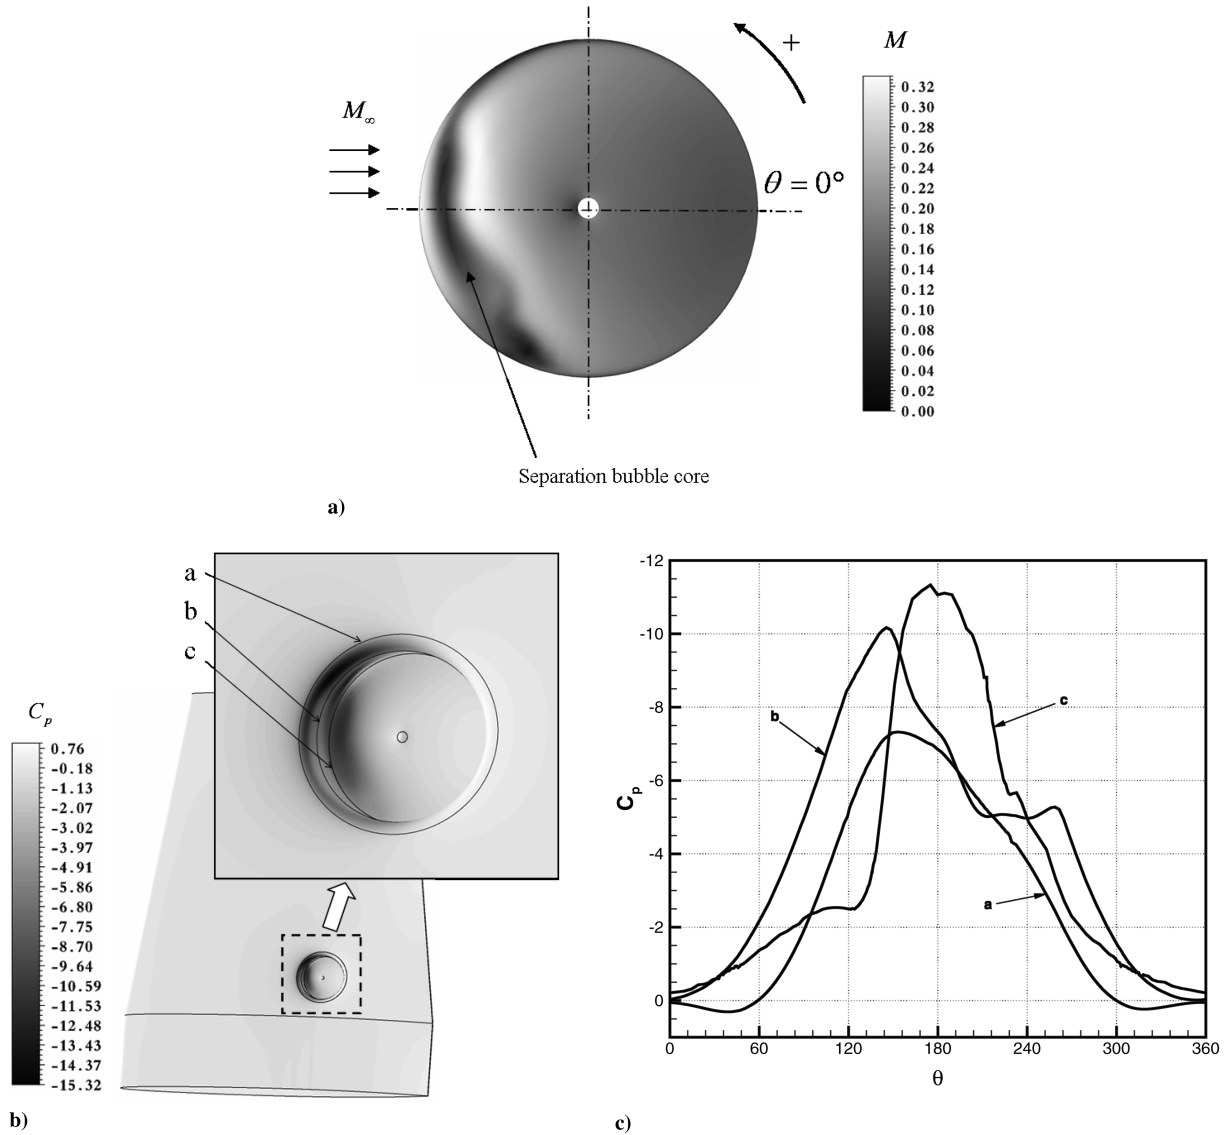 +
M
M∞
θ = 0°
0.32
0.30
0.28
0.26
0.24
0.22
0.20
0.18
0.16
0.14
0.12
0.10
0.08
0.06
0.04
0.02
0.00
Separation bubble core
a)
a
b
c
Cp
0.76
-0.18
-1.13
-2.07
-3.02
-3.97
-4.91
-5.86
-6.80
-7.75
-8.70
-9.64
-10.59
-11.53
-12.48
-13.43
-14.37
-15.32
b)
-12
-10
-8
-6
-4
-2
0
Cp
b
c
a
0 60 120 180 240 300 360
θ
c)